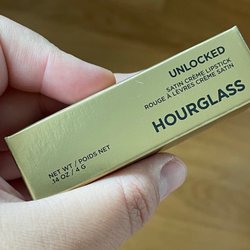 UNLOCKED
SATIN CRÈME LIPSTICK
ROUGE À LÈVRES CRÈME SATIN
HOURGLASS
NET WT / POIDS NET
.14 OZ / 4 G